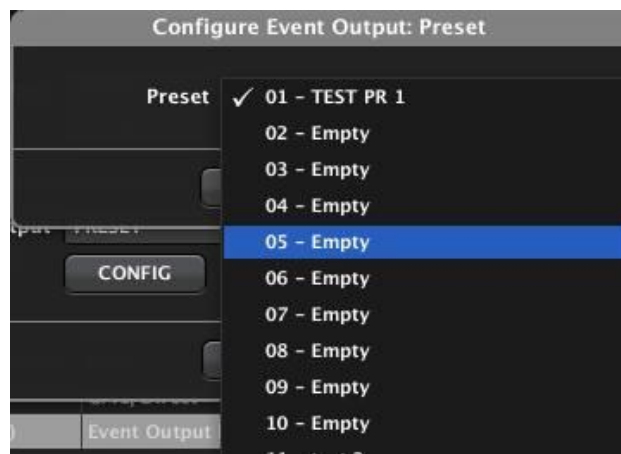 Configure Event Output: Preset
Preset ✓ 01 – TEST PR 1
02 – Empty
03 – Empty
04 – Empty
05 – Empty
CONFIG
06 – Empty
07 – Empty
08 – Empty
09 – Empty
Event Output
10 – Empty